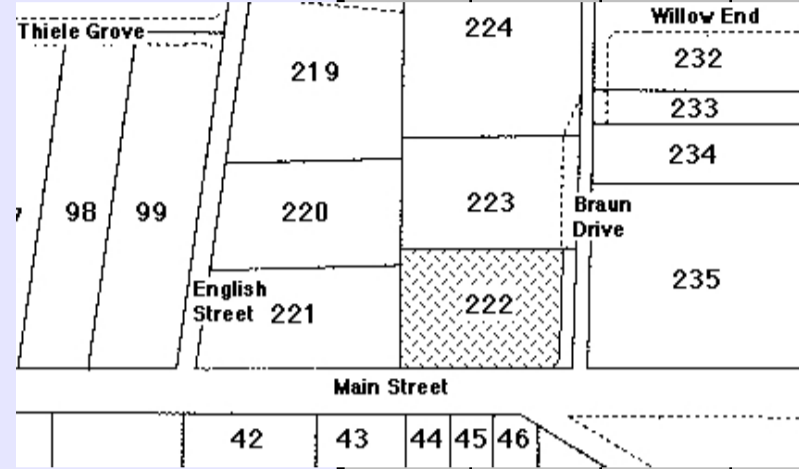 224
Willow End
Thiele Grove
232
219
233
234
98
99
220
223
Braun
Drive
235
English
Street
221
222
Main Street
42
43
44
45
46